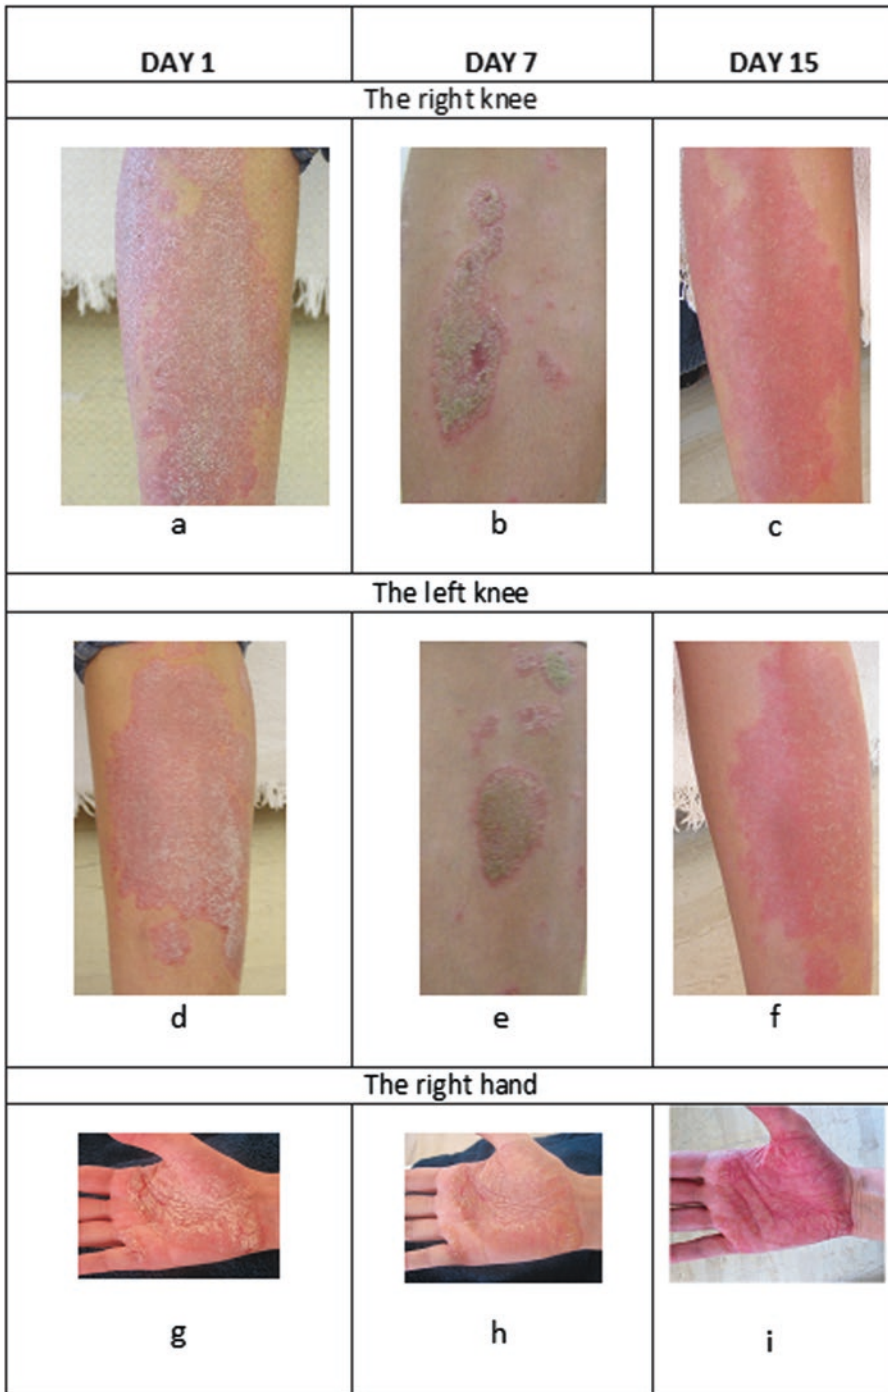 DAY 1 DAY 7 DAY 15
The right knee
a b c
The left knee
d e f
The right hand
g h i